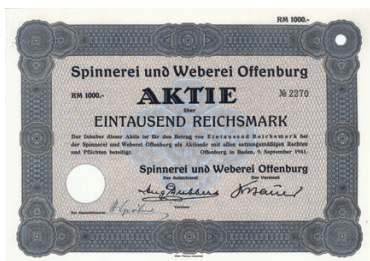 RM 1000.-
Spinnerei und Weberei Offenburg
RM 1000.- AKTIE № 2270
über
EINTAUSEND REICHSMARK
Der Inhaber dieser Aktie ist für den Betrag von Eintausend Reichsmark bei
der Spinnerei und Weberei Offenburg als Aktionär mit allen satzungsmäßigen Rechten
und Pflichten beteiligt. Offenburg in Baden, 9. September 1941.
Spinnerei und Weberei Offenburg
Der Aufsichtsrat Der Vorstand